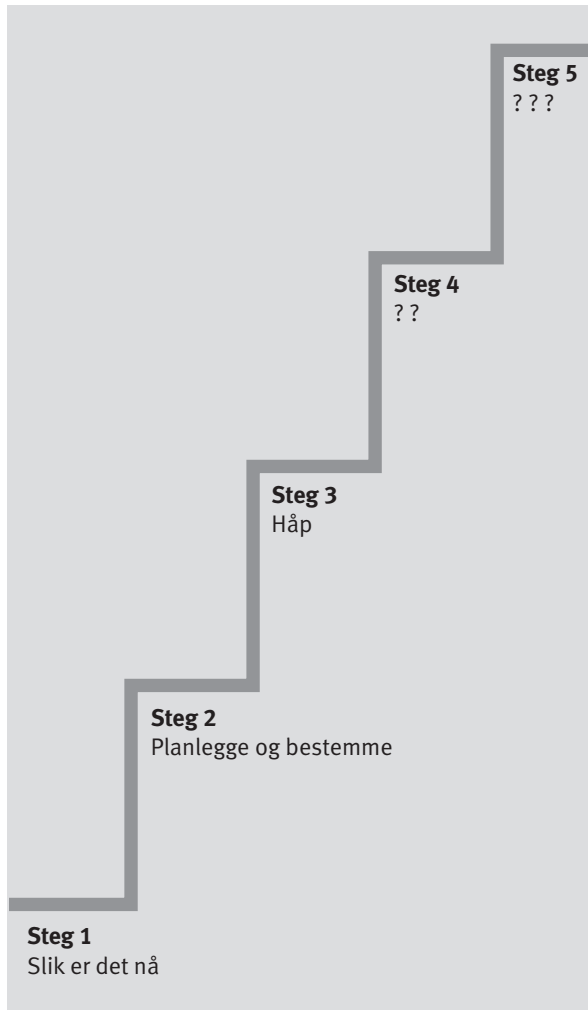 Steg 5
? ? ?
Steg 4
? ?
Steg 3
Håp
Steg 2
Planlegge og bestemme
Steg 1
Slik er det nå